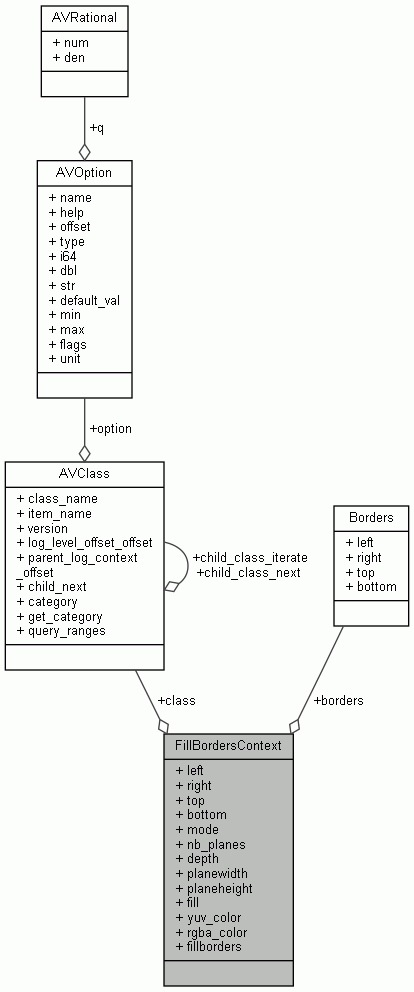 AVRational
+ num
+ den
+q
AVOption
+ name
+ help
+ offset
+ type
+ i64
+ dbl
+ str
+ default_val
+ min
+ max
+ flags
+ unit
+option
AVClass
+ class_name
+ item_name
+ version
+ log_level_offset_offset
+ parent_log_context
_offset
+ child_next
+ category
+ get_category
+ query_ranges
+child_class_iterate
+child_class_next
Borders
+ left
+ right
+ top
+ bottom
+class
+borders
FillBordersContext
+ left
+ right
+ top
+ bottom
+ mode
+ nb_planes
+ depth
+ planewidth
+ planeheight
+ fill
+ yuv_color
+ rgba_color
+ fillborders